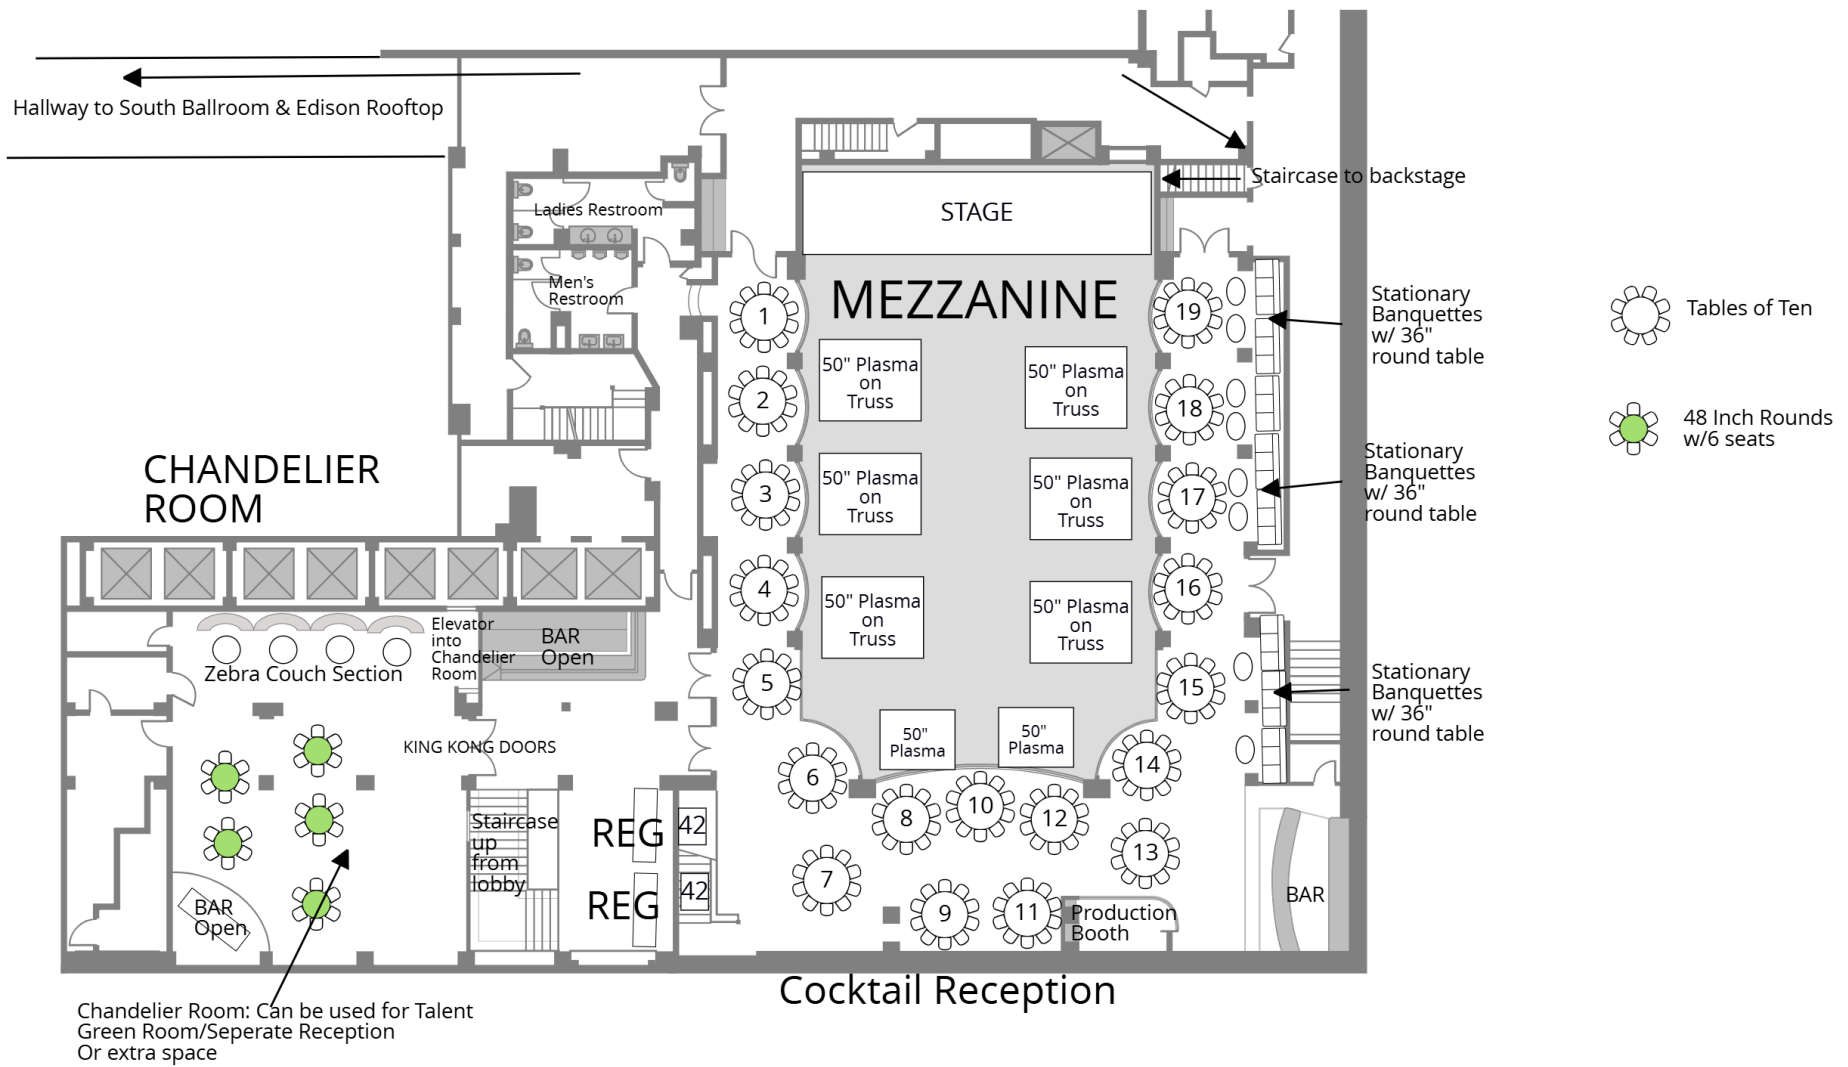 Hallway to South Ballroom & Edison Rooftop
Staircase to backstage
Ladies Restroom
STAGE
Men's
Restroom
MEZZANINE
1
2
3
4
5
6
7
8
9
10
11
12
13
14
15
16
17
18
19
50" Plasma
on
Truss
50" Plasma
on
Truss
50" Plasma
on
Truss
50" Plasma
on
Truss
50" Plasma
on
Truss
50" Plasma
on
Truss
50"
Plasma
50"
Plasma
Stationary
Banquettes
w/ 36"
round table
Stationary
Banquettes
w/ 36"
round table
Stationary
Banquettes
w/ 36"
round table
Tables of Ten
48 Inch Rounds
w/6 seats
CHANDELIER
ROOM
Elevator
into
Chandelier
Room
BAR
Open
Zebra Couch Section
KING KONG DOORS
Staircase
up
from
lobby
REG
REG
42
42
BAR
Open
Production
Booth
BAR
Cocktail Reception
Chandelier Room: Can be used for Talent
Green Room/Seperate Reception
Or extra space